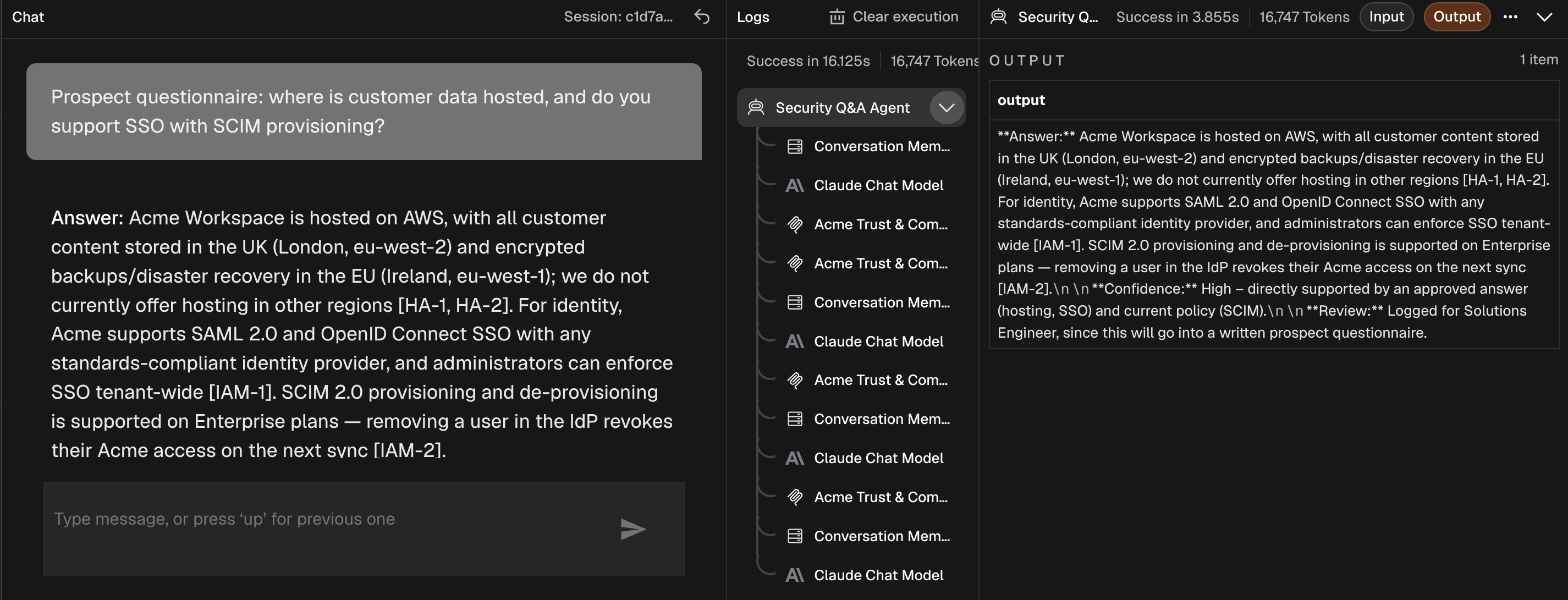 Chat
Session: c1d7a...
Prospect questionnaire: where is customer data hosted, and do you
support SSO with SCIM provisioning?
Answer: Acme Workspace is hosted on AWS, with all customer
content stored in the UK (London, eu-west-2) and encrypted
backups/disaster recovery in the EU (Ireland, eu-west-1); we do not
currently offer hosting in other regions [HA-1, HA-2]. For identity,
Acme supports SAML 2.0 and OpenID Connect SSO with any
standards-compliant identity provider, and administrators can enforce
SSO tenant-wide [IAM-1]. SCIM 2.0 provisioning and de-provisioning
is supported on Enterprise plans — removing a user in the IdP revokes
their Acme access on the next sync [IAM-2].
Type message, or press ‘up’ for previous one
Logs
Clear execution
Success in 16.125s
16,747 Tokens
Security Q&A Agent
Conversation Mem...
Claude Chat Model
Acme Trust & Com...
Acme Trust & Com...
Conversation Mem...
Claude Chat Model
Acme Trust & Com...
Conversation Mem...
Claude Chat Model
Acme Trust & Com...
Conversation Mem...
Claude Chat Model
Security Q...
Success in 3.855s
16,747 Tokens
Input
Output
OUTPUT
1 item
output
**Answer:** Acme Workspace is hosted on AWS, with all customer content stored
in the UK (London, eu-west-2) and encrypted backups/disaster recovery in the EU
(Ireland, eu-west-1); we do not currently offer hosting in other regions [HA-1, HA-2].
For identity, Acme supports SAML 2.0 and OpenID Connect SSO with any
standards-compliant identity provider, and administrators can enforce SSO tenant-
wide [IAM-1]. SCIM 2.0 provisioning and de-provisioning is supported on Enterprise
plans — removing a user in the IdP revokes their Acme access on the next sync
[IAM-2].\n \n **Confidence:** High – directly supported by an approved answer
(hosting, SSO) and current policy (SCIM).\n \n **Review:** Logged for Solutions
Engineer, since this will go into a written prospect questionnaire.